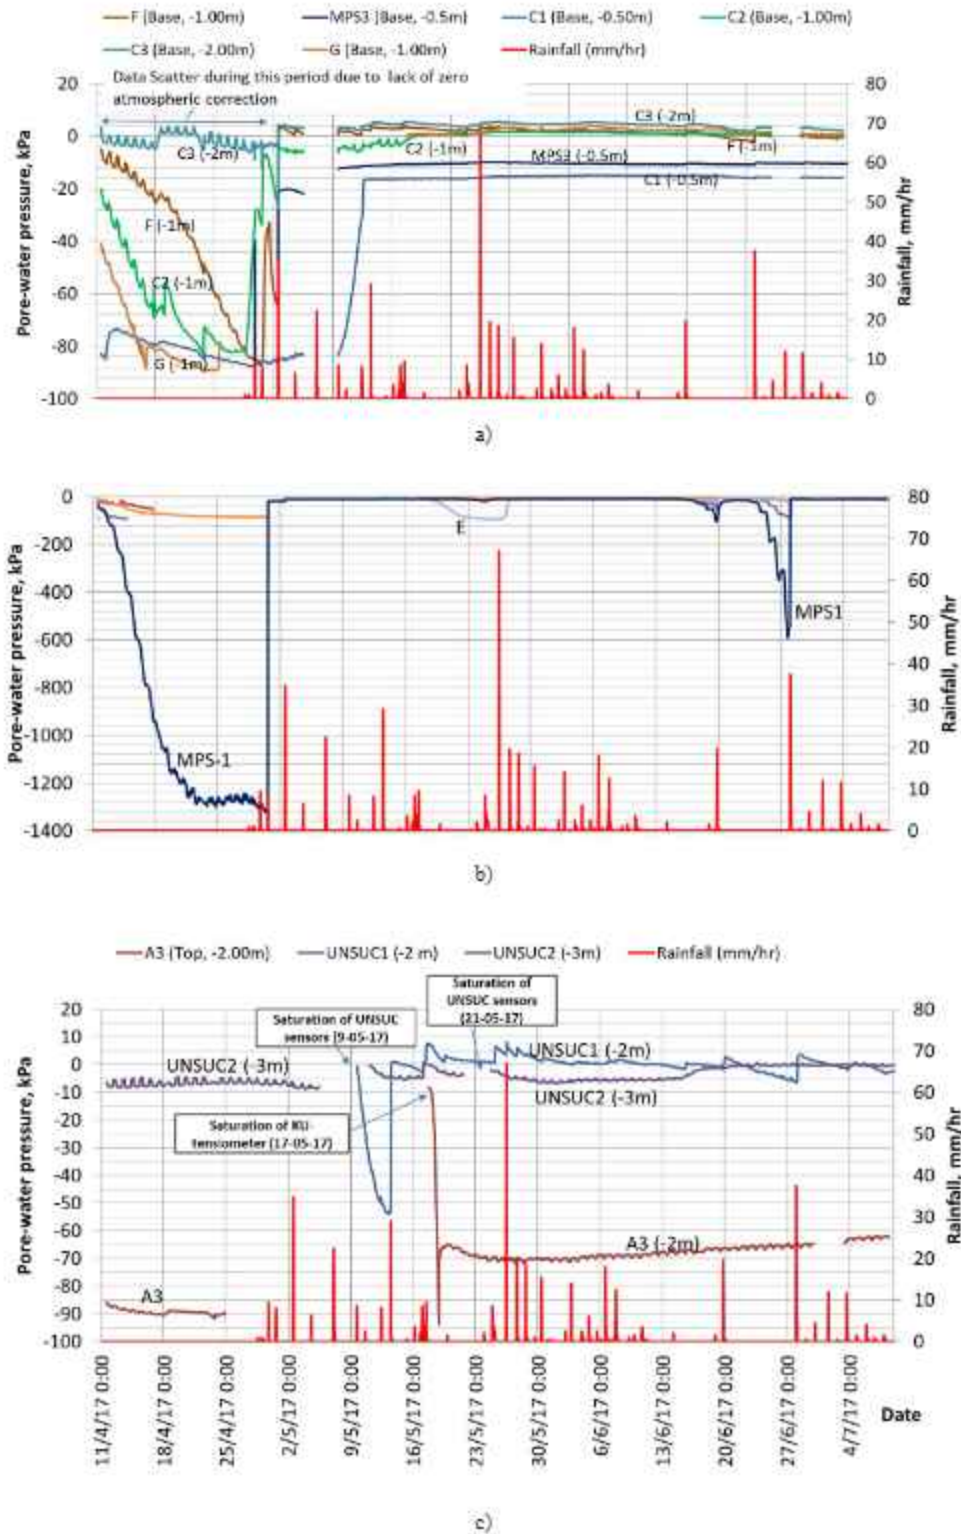 F (Base, -1.00m) MPS3 (Base, -0.5m) C1 (Base, -0.50m) C2 (Base, -1.00m)
C3 (Base, -2.00m) G (Base, -1.00m) Rainfall (mm/hr)
Data Scatter during this period due to lack of zero
atmospheric correction
Pore-water pressure, kPa
20
0
-20
-40
-60
-80
-100
C3 (-2m)
F (-1m)
C2 (-1m)
G (-1m)
C3 (-2m)
C2 (-1m)
F (-1m)
MPS3 (-0.5m)
C1 (-0.5m)
80
70
60
50
40
30
20
10
0
Rainfall, mm/hr
a)
Pore-water pressure, kPa
0
-200
-400
-600
-800
-1000
-1200
-1400
MPS-1
E
MPS1
80
70
60
50
40
30
20
10
0
Rainfall, mm/hr
b)
A3 (Top, -2.00m) UNSUC1 (-2 m) UNSUC2 (-3m) Rainfall (mm/hr)
Pore-water pressure, kPa
20
10
0
-10
-20
-30
-40
-50
-60
-70
-80
-90
-100
Saturation of UNSUC
sensors (9-05-17)
Saturation of
UNSUC sensors
(21-05-17)
Saturation of KU-
tensiometer (17-05-17)
UNSUC2 (-3m)
UNSUC1 (-2m)
UNSUC2 (-3m)
A3
A3 (-2m)
80
70
60
50
40
30
20
10
0
Rainfall, mm/hr
11/4/17 0:00
18/4/17 0:00
25/4/17 0:00
2/5/17 0:00
9/5/17 0:00
16/5/17 0:00
23/5/17 0:00
30/5/17 0:00
6/6/17 0:00
13/6/17 0:00
20/6/17 0:00
27/6/17 0:00
4/7/17 0:00
Date
c)